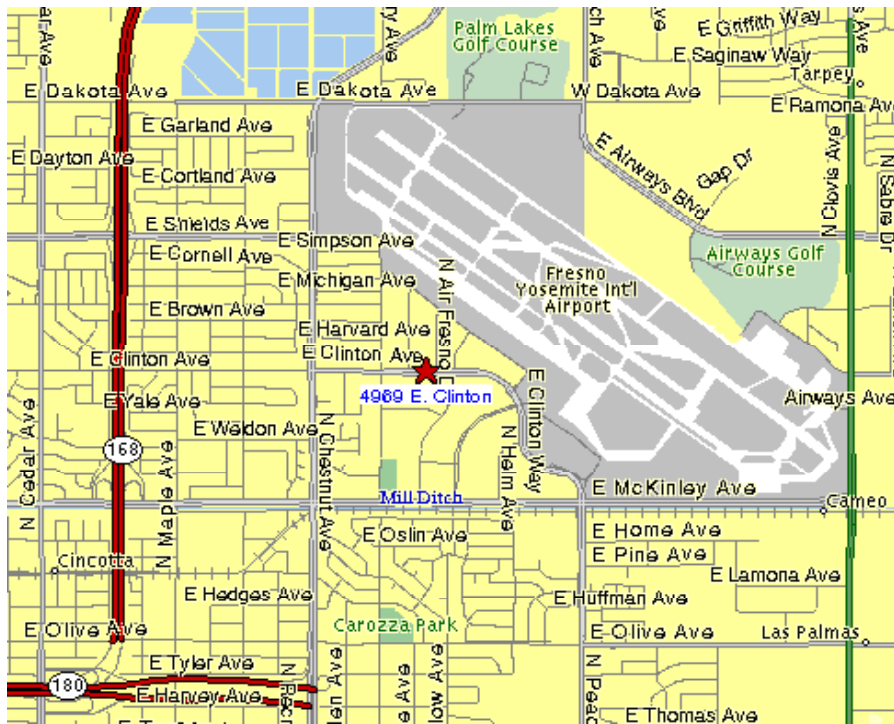 Palm Lakes
Golf Course
E Griffith Way
E Saginaw Way
Tarpey
E Dakota Ave
E Dakota Ave
W Dakota Ave
E Ramona Ave
E Garland Ave
E Dayton Ave
E Cortland Ave
E Airways Blvd
Gap Dr
N Clovis Ave
N Sabre Dr
E Shields Ave
E Simpson Ave
E Cornell Ave
Airways Golf
Course
E Michigan Ave
N Air Fresno D
Fresno
Yosemite Int'l
Airport
E Brown Ave
E Harvard Ave
E Clinton Ave
E Clinton Ave
4969 E. Clinton
E Clinton Way
Airways Ave
E Yale Ave
N Cedar Ave
E Weldon Ave
N Chestnut Ave
168
N Maple Ave
N Helm Ave
Mill Ditch
E McKinley Ave
Cameo
E Oslin Ave
E Home Ave
E Pine Ave
Cincotta
E Lamona Ave
E Hedges Ave
E Huffman Ave
E Olive Ave
Carozza Park
E Olive Ave
Las Palmas
E Tyler Ave
180
E Harvey Ave
N Peac
E Thomas Ave